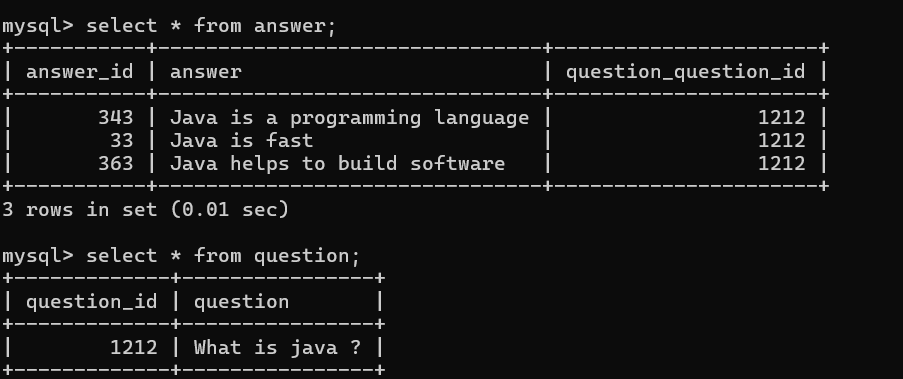 mysql> select * from answer;
+-----------+--------------------------------+----------------------+
| answer_id | answer                         | question_question_id |
+-----------+--------------------------------+----------------------+
|       343 | Java is a programming language |                 1212 |
|        33 | Java is fast                   |                 1212 |
|       363 | Java helps to build software   |                 1212 |
+-----------+--------------------------------+----------------------+
3 rows in set (0.01 sec)

mysql> select * from question;
+-------------+----------------+
| question_id | question       |
+-------------+----------------+
|        1212 | What is java ? |
+-------------+----------------+